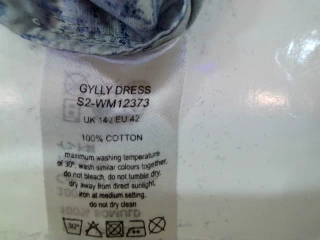 GYLLY DRESS
S2-WM12373
UK 14 / EU 42
100% COTTON
maximum washing temperature
of 30°. wash similar colours together,
do not bleach, do not tumble dry,
dry away from direct sunlight,
iron at medium setting,
do not dry clean
30°